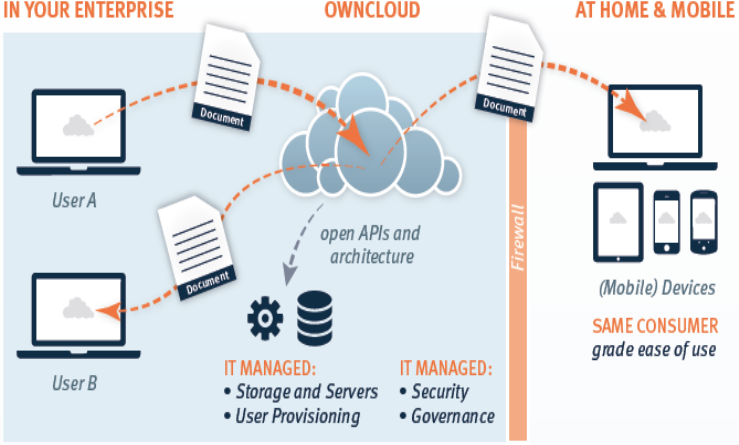 IN YOUR ENTERPRISE
OWNCLOUD
AT HOME & MOBILE
Document
Document
User A
open APIs and
architecture
Firewall
Document
(Mobile) Devices
SAME CONSUMER
grade ease of use
User B
IT MANAGED:
• Storage and Servers
• User Provisioning
IT MANAGED:
• Security
• Governance